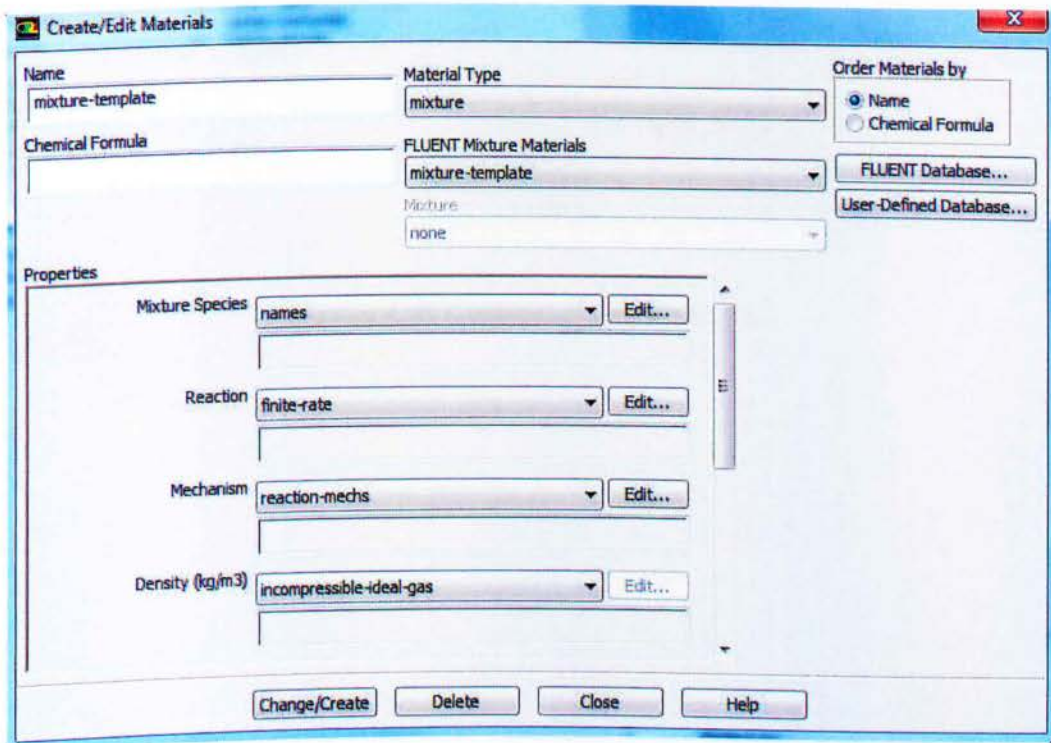 Create/Edit Materials
X
Name
mixture-template
Chemical Formula
Material Type
mixture
FLUENT Mixture Materials
mixture-template
Mixture
none
Order Materials by
Name
Chemical Formula
FLUENT Database...
User-Defined Database...
Properties
Mixture Species names Edit...
Reaction finite-rate Edit...
Mechanism reaction-mechs Edit...
Density (kg/m3) incompressible-ideal-gas Edit...
Change/Create Delete Close Help